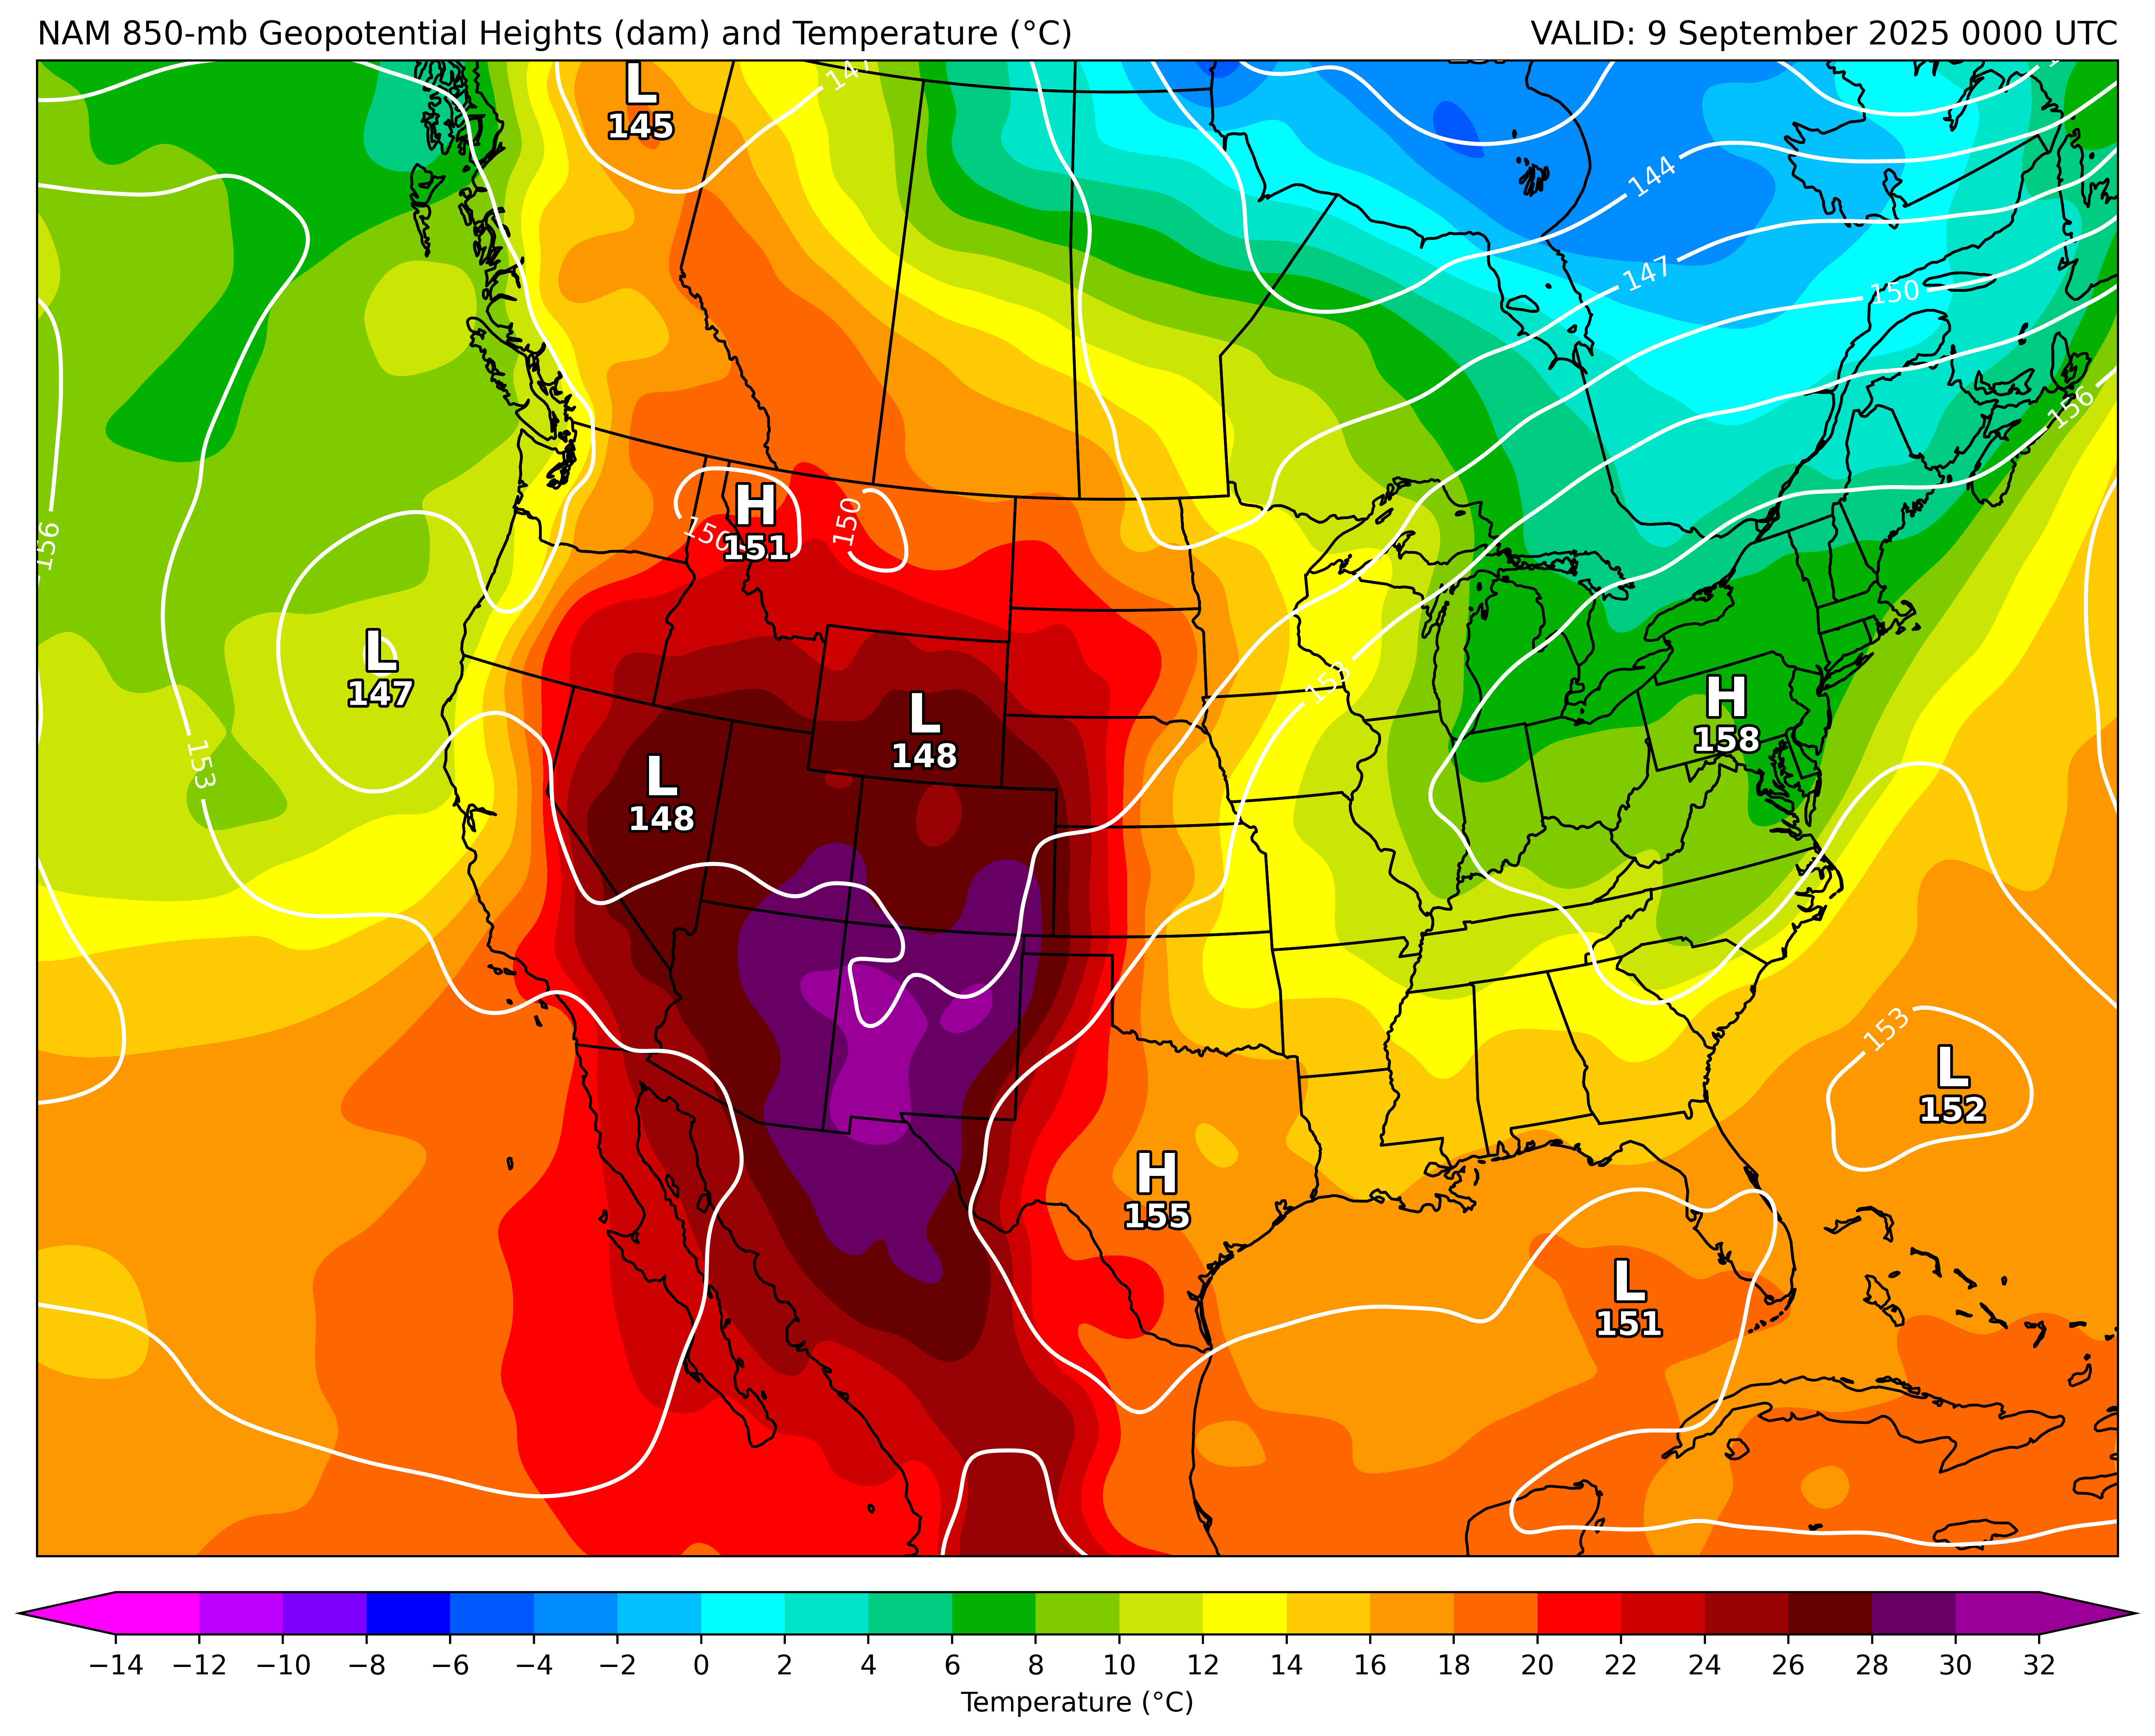 NAM 850-mb Geopotential Heights (dam) and Temperature (°C) VALID: 9 September 2025 0000 UTC
L
145
147
144
147
150
156
H
151
150
150
156
L
147
153
L
148
L
148
153
H
158
153
L
152
H
155
L
151
−14 −12 −10 −8 −6 −4 −2 0 2 4 6 8 10 12 14 16 18 20 22 24 26 28 30 32
Temperature (°C)